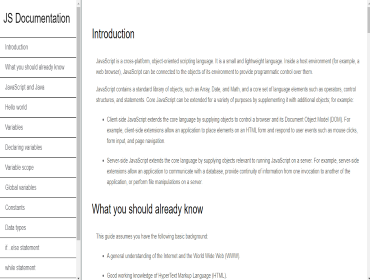 JS Documentation
Introduction
What you should already know
JavaScript and Java
Hello world
Variables
Declaring variables
Variable scope
Global variables
Constants
Data types
if...else statement
while statement
Introduction
JavaScript is a cross-platform, object-oriented scripting language. It is a small and lightweight language. Inside a host environment (for example, a
web browser), JavaScript can be connected to the objects of its environment to provide programmatic control over them.
JavaScript contains a standard library of objects, such as Array, Date, and Math, and a core set of language elements such as operators, control
structures, and statements. Core JavaScript can be extended for a variety of purposes by supplementing it with additional objects; for example:
Client-side JavaScript extends the core language by supplying objects to control a browser and its Document Object Model (DOM). For
example, client-side extensions allow an application to place elements on an HTML form and respond to user events such as mouse clicks,
form input, and page navigation.
Server-side JavaScript extends the core language by supplying objects relevant to running JavaScript on a server. For example, server-side
extensions allow an application to communicate with a database, provide continuity of information from one invocation to another of the
application, or perform file manipulations on a server.
What you should already know
This guide assumes you have the following basic background:
A general understanding of the Internet and the World Wide Web (WWW).
Good working knowledge of HyperText Markup Language (HTML).